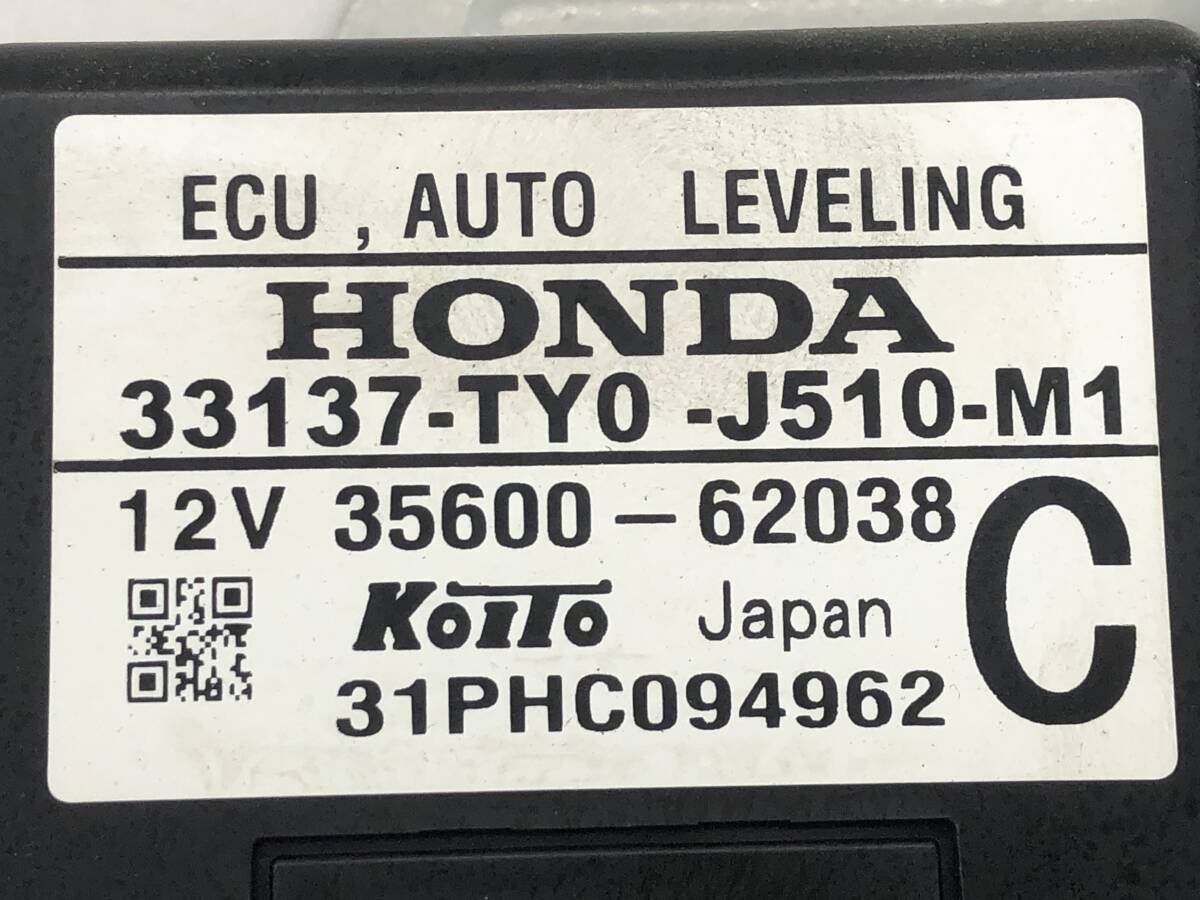 ECU , AUTO LEVELING
HONDA
33137-TY0 -J510-M1
12V 35600-62038
C
KOITO Japan
31PHC094962